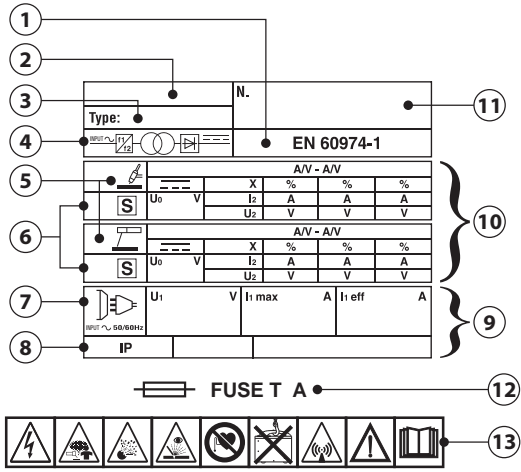 1
2
3
4
5
6
7
8
N.
Type:
11
INPUT f1 f2
EN 60974-1
A/V - A/V
X % % %
S U0 V I2 A A A
U2 V V V
10
A/V - A/V
X % % %
S U0 V I2 A A A
U2 V V V
U1 V I1 max A I1 eff A
INPUT ~ 50/60Hz
9
IP
FUSE T A
12
13